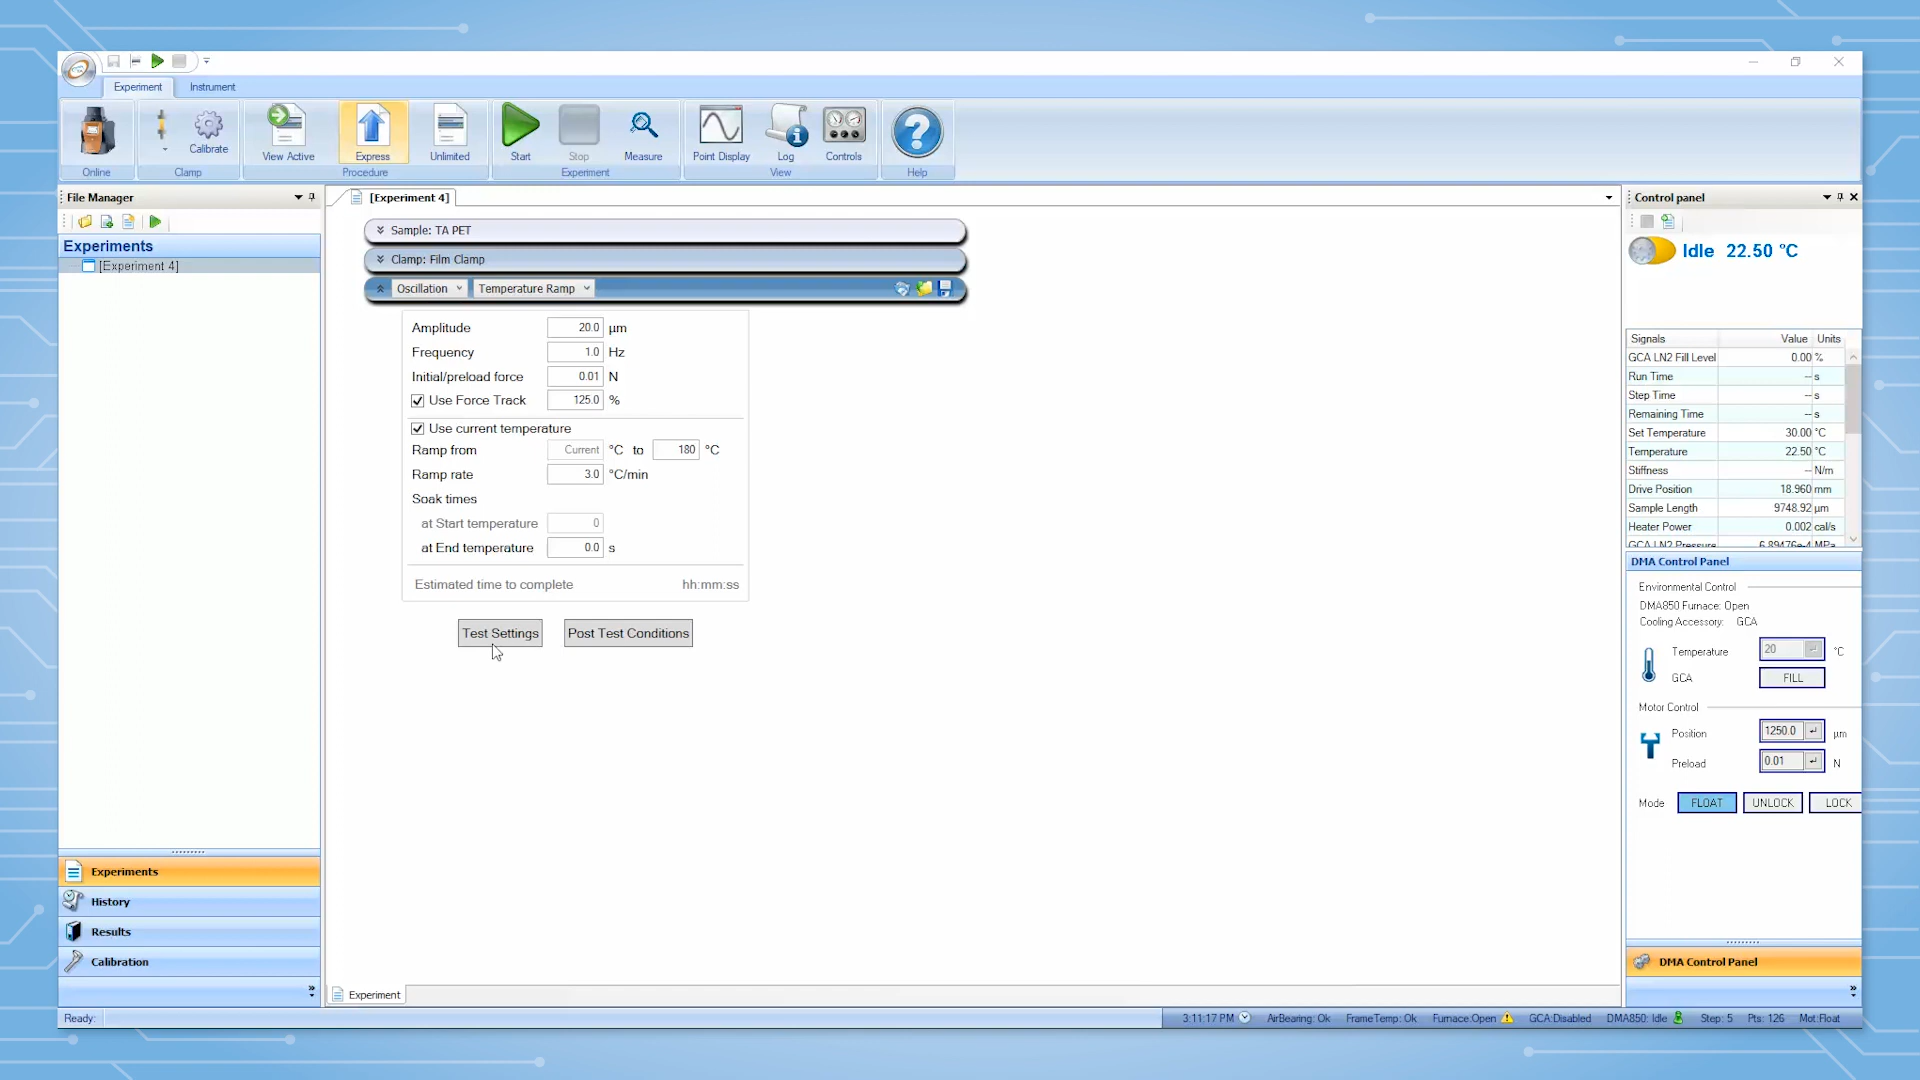 Experiment Instrument
Calibrate View Active Express Unlimited Start Stop Measure Point Display Log Controls
Online Clamp Procedure Experiment View Help
File Manager
Experiments
[Experiment 4]
Experiments
History
Results
Calibration
[Experiment 4]
Sample: TA PET
Clamp: Film Clamp
Oscillation Temperature Ramp
Amplitude 20.0 µm
Frequency 1.0 Hz
Initial/preload force 0.01 N
Use Force Track 125.0 %
Use current temperature
Ramp from Current °C to 180 °C
Ramp rate 3.0 °C/min
Soak times
at Start temperature 0
at End temperature 0.0 s
Estimated time to complete hh:mm:ss
Test Settings Post Test Conditions
Experiment
Control panel
Idle 22.50 °C
Signals Value Units
GCA LN2 Fill Level 0.00 %
Run Time -- s
Step Time -- s
Remaining Time -- s
Set Temperature 30.00 °C
Temperature 22.50 °C
Stiffness -- N/m
Drive Position 18.960 mm
Sample Length 9748.92 µm
Heater Power 0.002 cal/s
GCA LN2 Pressure 6.89476e-4 MPa
DMA Control Panel
Environmental Control
DMA850 Furnace: Open
Cooling Accessory: GCA
Temperature 20 °C
GCA FILL
Motor Control
Position 1250.0 µm
Preload 0.01 N
Mode FLOAT UNLOCK LOCK
DMA Control Panel
Ready: 3:11:17 PM AirBearing: Ok FrameTemp: Ok Furnace:Open GCA:Disabled DMA850: Idle Step: 5 Pts: 126 Mot:Float